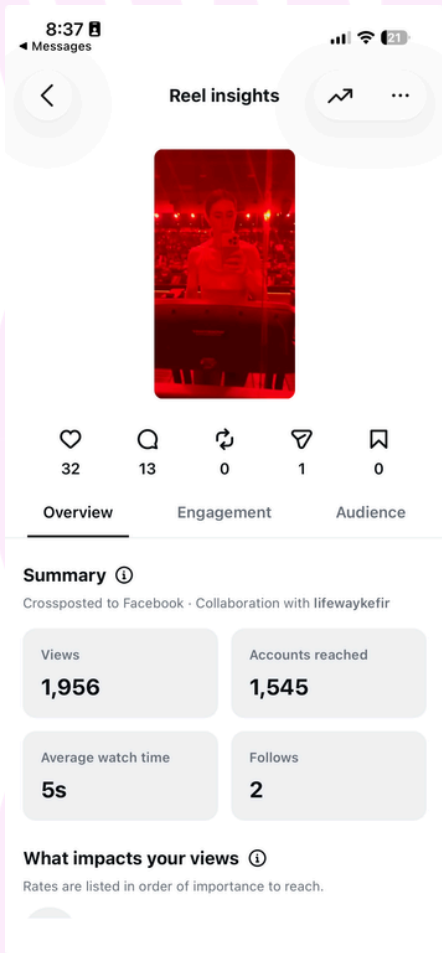 8:37
◀ Messages
21
Reel insights
32
13
0
1
0
Overview
Engagement
Audience
Summary
Crossposted to Facebook · Collaboration with lifewaykefir
Views
Accounts reached
1,956
1,545
Average watch time
Follows
5s
2
What impacts your views
Rates are listed in order of importance to reach.